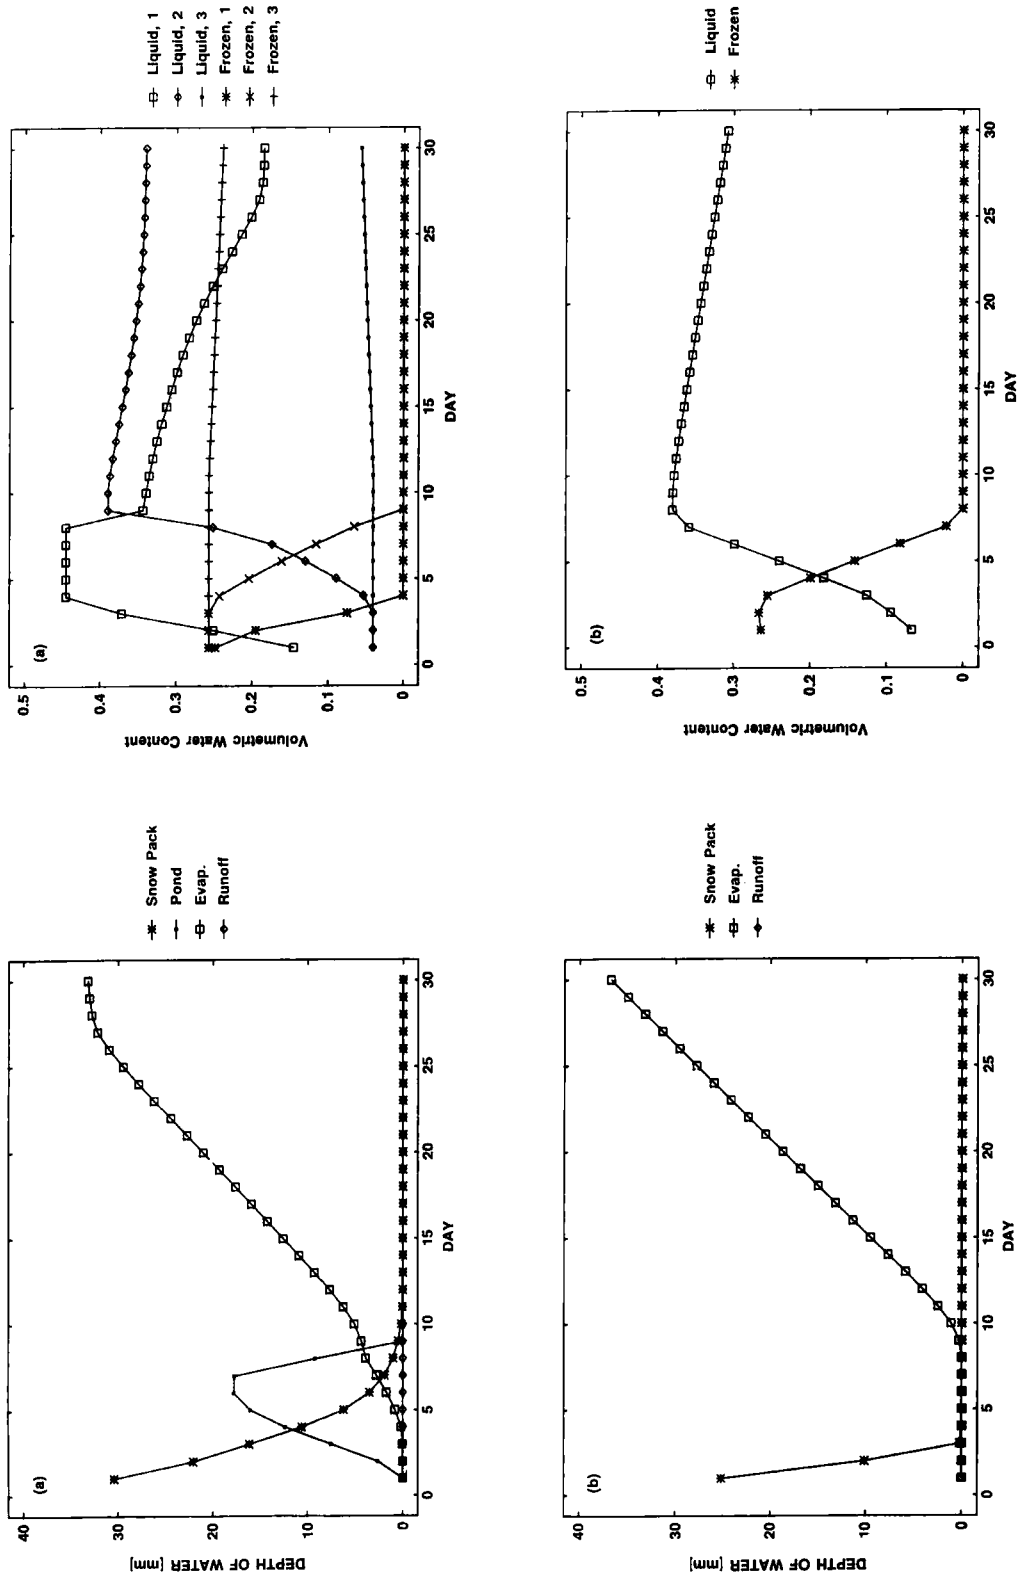 (a)
DEPTH OF WATER [mm]
40
30
20
10
0
0
5
10
15
20
25
30
DAY
Snow Pack
Pond
Evap.
Runoff
(a)
Volumetric Water Content
0.5
0.4
0.3
0.2
0.1
0
0
5
10
15
20
25
30
DAY
Liquid, 1
Liquid, 2
Liquid, 3
Frozen, 1
Frozen, 2
Frozen, 3
(b)
DEPTH OF WATER [mm]
40
30
20
10
0
0
5
10
15
20
25
30
DAY
Snow Pack
Evap.
Runoff
(b)
Volumetric Water Content
0.5
0.4
0.3
0.2
0.1
0
0
5
10
15
20
25
30
DAY
Liquid
Frozen